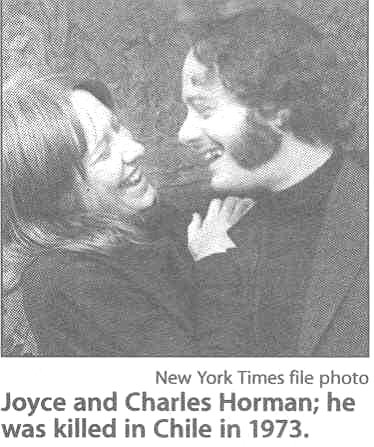 New York Times file photo
Joyce and Charles Horman; he
was killed in Chile in 1973.